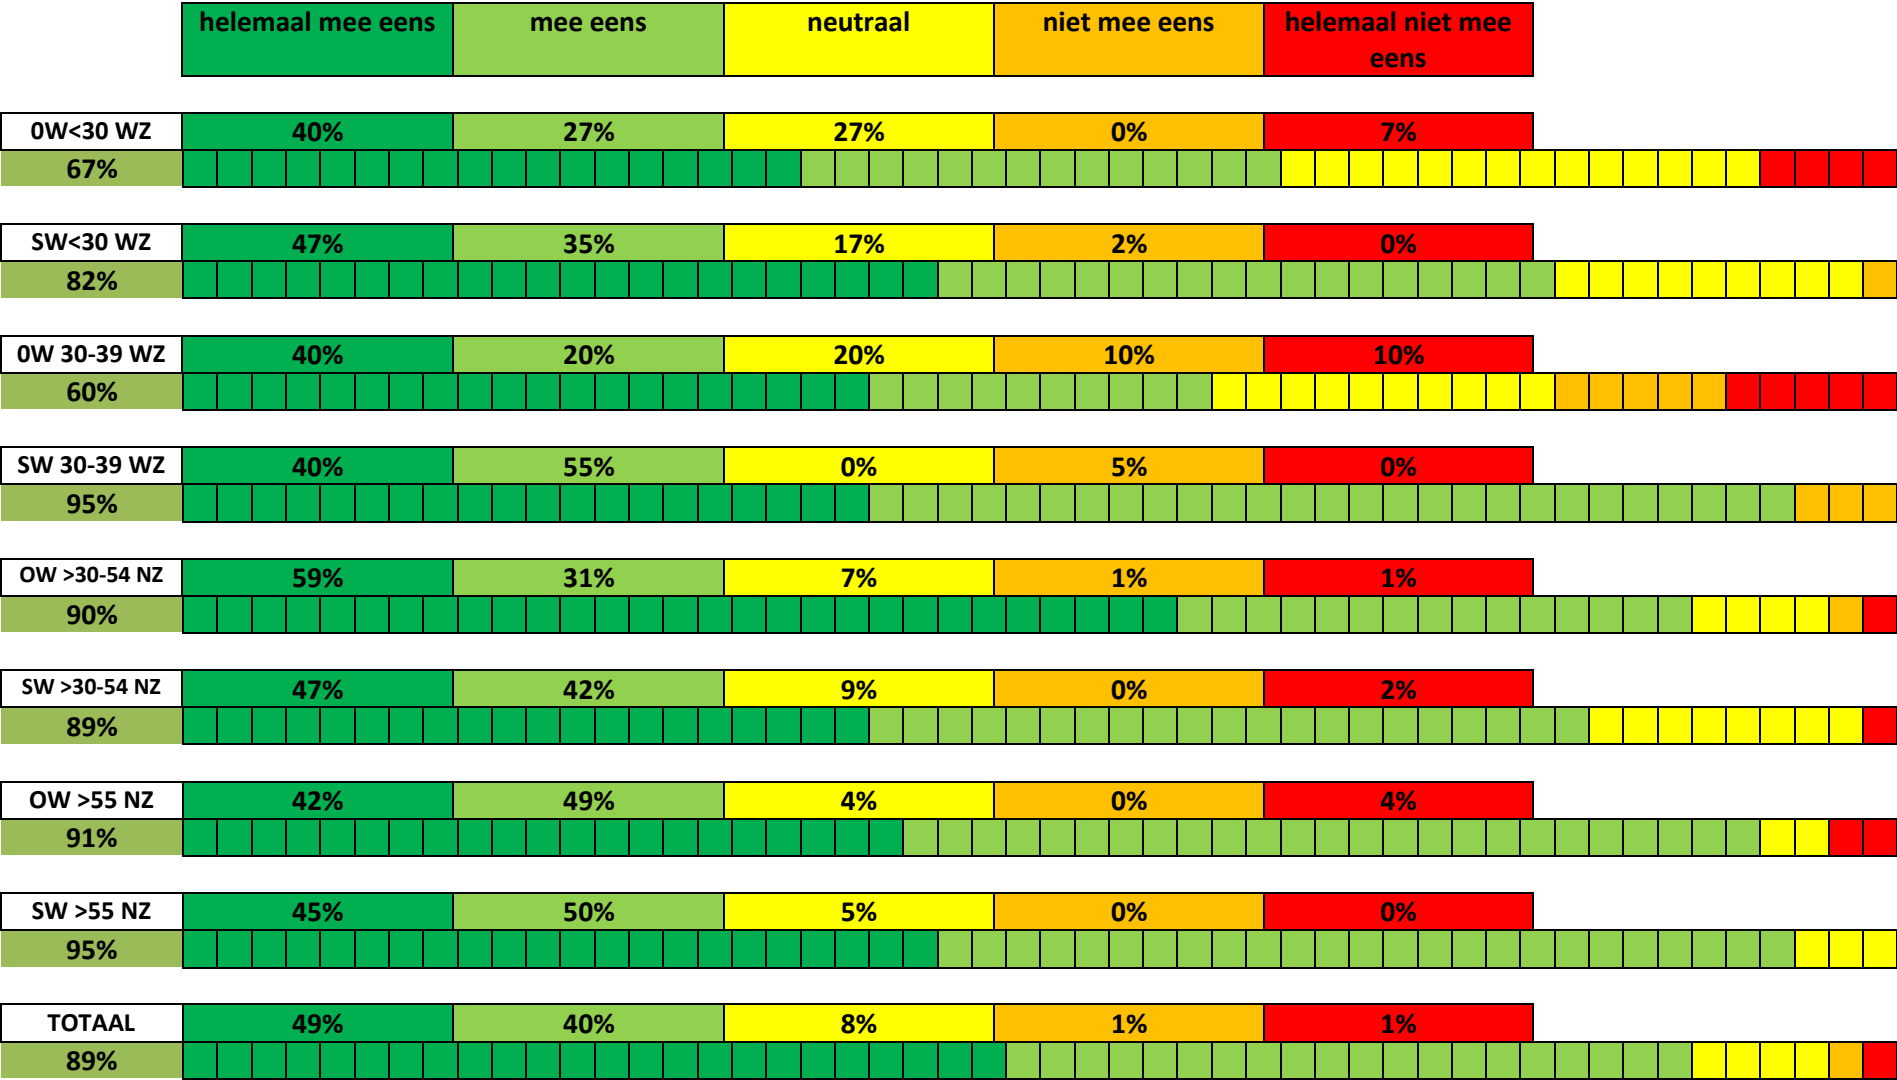 helemaal mee eens mee eens neutraal niet mee eens helemaal niet mee
eens
0W<30 WZ 40% 27% 27% 0% 7%
67%
SW<30 WZ 47% 35% 17% 2% 0%
82%
0W 30-39 WZ 40% 20% 20% 10% 10%
60%
SW 30-39 WZ 40% 55% 0% 5% 0%
95%
OW >30-54 NZ 59% 31% 7% 1% 1%
90%
SW >30-54 NZ 47% 42% 9% 0% 2%
89%
OW >55 NZ 42% 49% 4% 0% 4%
91%
SW >55 NZ 45% 50% 5% 0% 0%
95%
TOTAAL 49% 40% 8% 1% 1%
89%